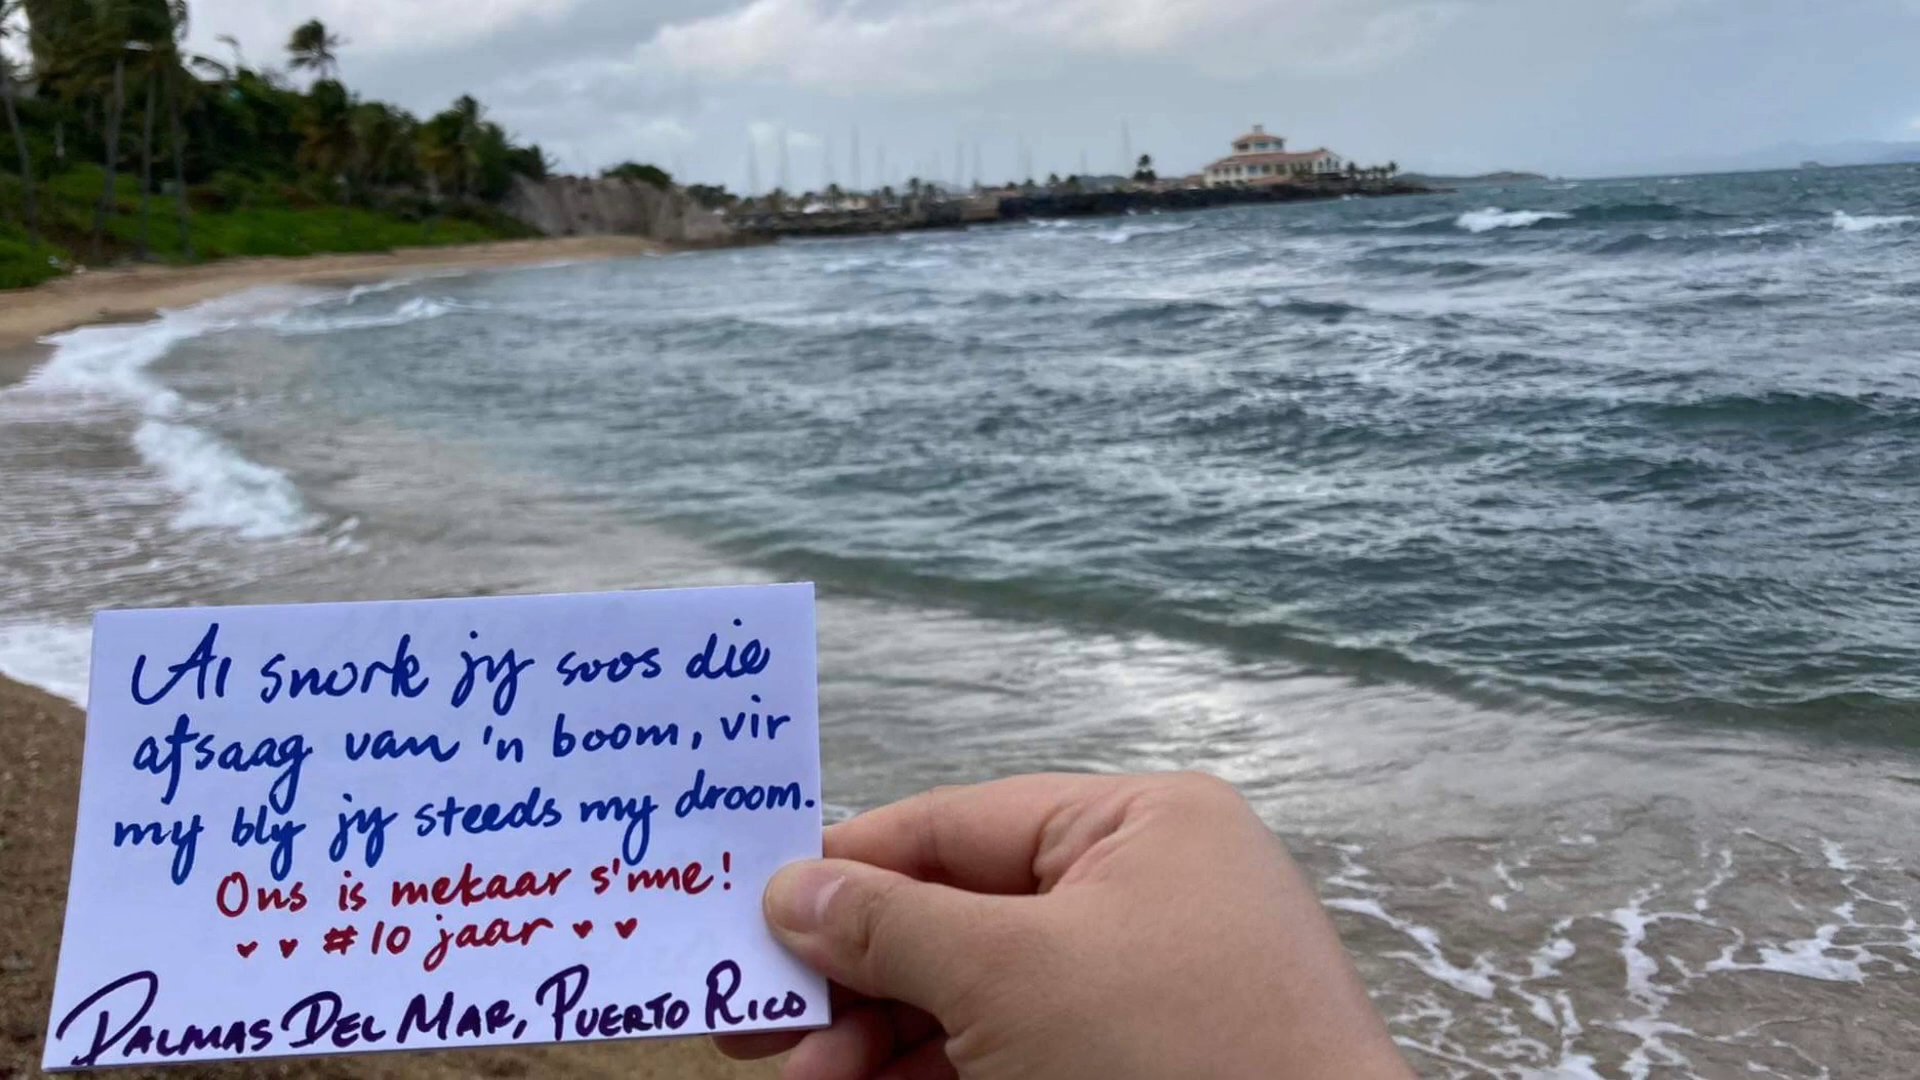 Al snork jy soos die
afsaag van 'n boom, vir
my bly jy steeds my droom.
Ons is mekaar s'nne!
♥ ♥ #10 jaar ♥ ♥
Palmas Del Mar, Puerto Rico